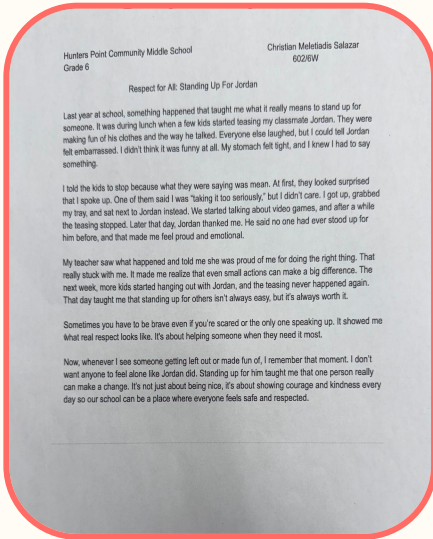 Hunters Point Community Middle School
Christian Meletiadis Salazar
Grade 6
602/6W
Respect for All: Standing Up For Jordan
Last year at school, something happened that taught me what it really means to stand up for
someone. It was during lunch when a few kids started teasing my classmate Jordan. They were
making fun of his clothes and the way he talked. Everyone else laughed, but I could tell Jordan
felt embarrassed. I didn't think it was funny at all. My stomach felt tight, and I knew I had to say
something.
I told the kids to stop because what they were saying was mean. At first, they looked surprised
that I spoke up. One of them said I was "taking it too seriously," but I didn't care. I got up, grabbed
my tray, and sat next to Jordan instead. We started talking about video games, and after a while
the teasing stopped. Later that day, Jordan thanked me. He said no one had ever stood up for
him before, and that made me feel proud and emotional.
My teacher saw what happened and told me she was proud of me for doing the right thing. That
really stuck with me. It made me realize that even small actions can make a big difference. The
next week, more kids started hanging out with Jordan, and the teasing never happened again.
That day taught me that standing up for others isn't always easy, but it's always worth it.
Sometimes you have to be brave even if you're scared or the only one speaking up. It showed me
what real respect looks like. It's about helping someone when they need it most.
Now, whenever I see someone getting left out or made fun of, I remember that moment. I don't
want anyone to feel alone like Jordan did. Standing up for him taught me that one person really
can make a change. It's not just about being nice, it's about showing courage and kindness every
day so our school can be a place where everyone feels safe and respected.